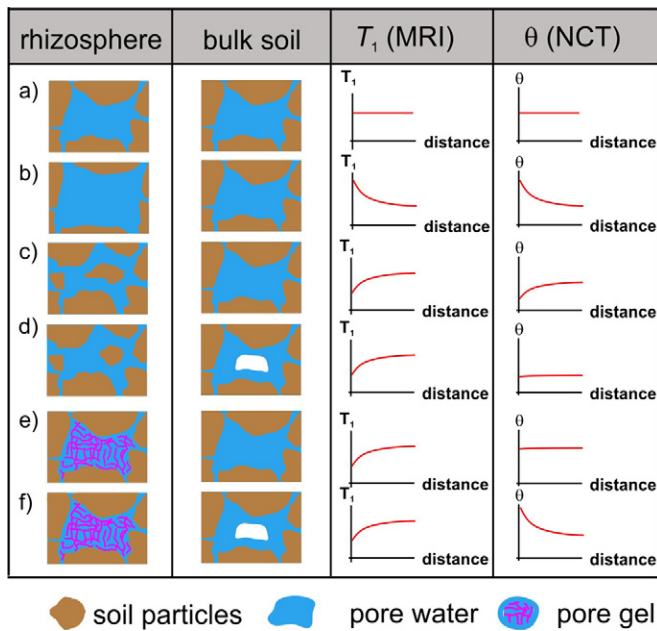 rhizosphere bulk soil T₁ (MRI) θ (NCT)
a) T₁ distance θ distance
b) T₁ distance θ distance
c) T₁ distance θ distance
d) T₁ distance θ distance
e) T₁ distance θ distance
f) T₁ distance θ distance
soil particles pore water pore gel